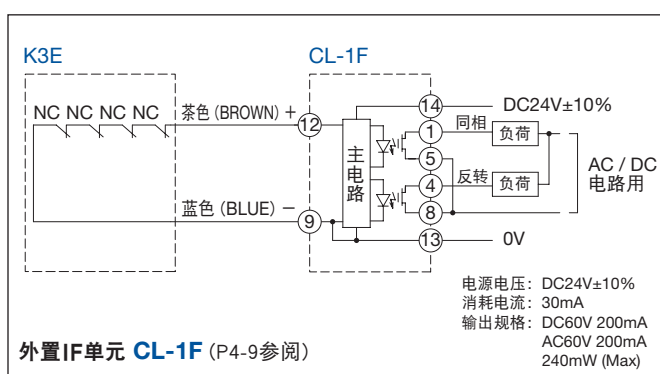 K3E
CL-1F
NC NC NC NC
茶色 (BROWN) +
12
14
DC24V±10%
1
同相
负荷
5
主电路
AC / DC
电路用
4
反转
负荷
8
蓝色 (BLUE) −
9
13
0V
电源电压：DC24V±10%
消耗电流：30mA
输出规格：DC60V 200mA
AC60V 200mA
240mW (Max)
外置IF单元 CL-1F (P4-9参阅)